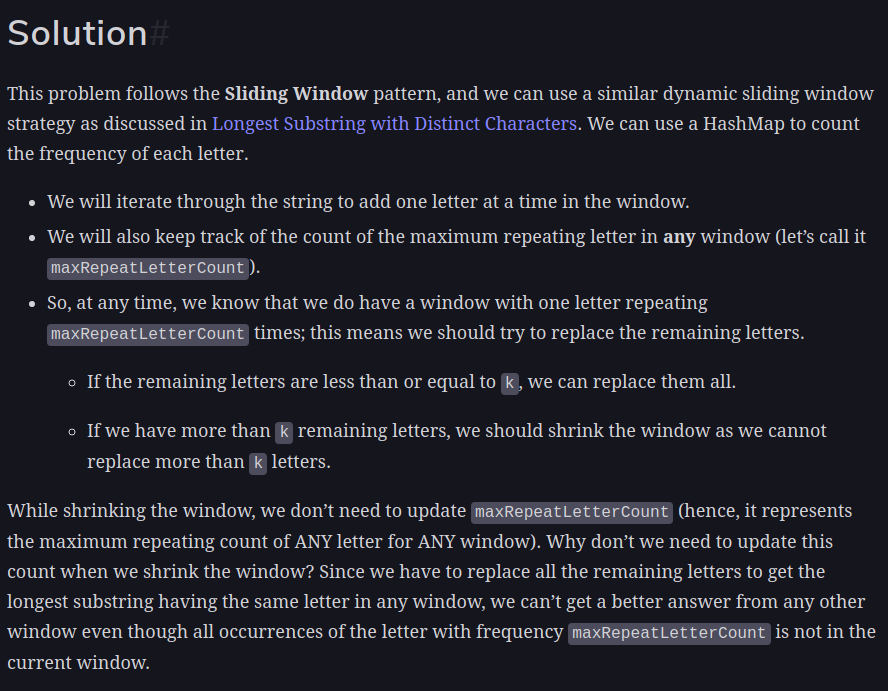 Solution#
This problem follows the Sliding Window pattern, and we can use a similar dynamic sliding window
strategy as discussed in Longest Substring with Distinct Characters. We can use a HashMap to count
the frequency of each letter.
• We will iterate through the string to add one letter at a time in the window.
• We will also keep track of the count of the maximum repeating letter in any window (let’s call it
maxRepeatLetterCount).
• So, at any time, we know that we do have a window with one letter repeating
maxRepeatLetterCount times; this means we should try to replace the remaining letters.
◦ If the remaining letters are less than or equal to k, we can replace them all.
◦ If we have more than k remaining letters, we should shrink the window as we cannot
replace more than k letters.
While shrinking the window, we don’t need to update maxRepeatLetterCount (hence, it represents
the maximum repeating count of ANY letter for ANY window). Why don’t we need to update this
count when we shrink the window? Since we have to replace all the remaining letters to get the
longest substring having the same letter in any window, we can’t get a better answer from any other
window even though all occurrences of the letter with frequency maxRepeatLetterCount is not in the
current window.